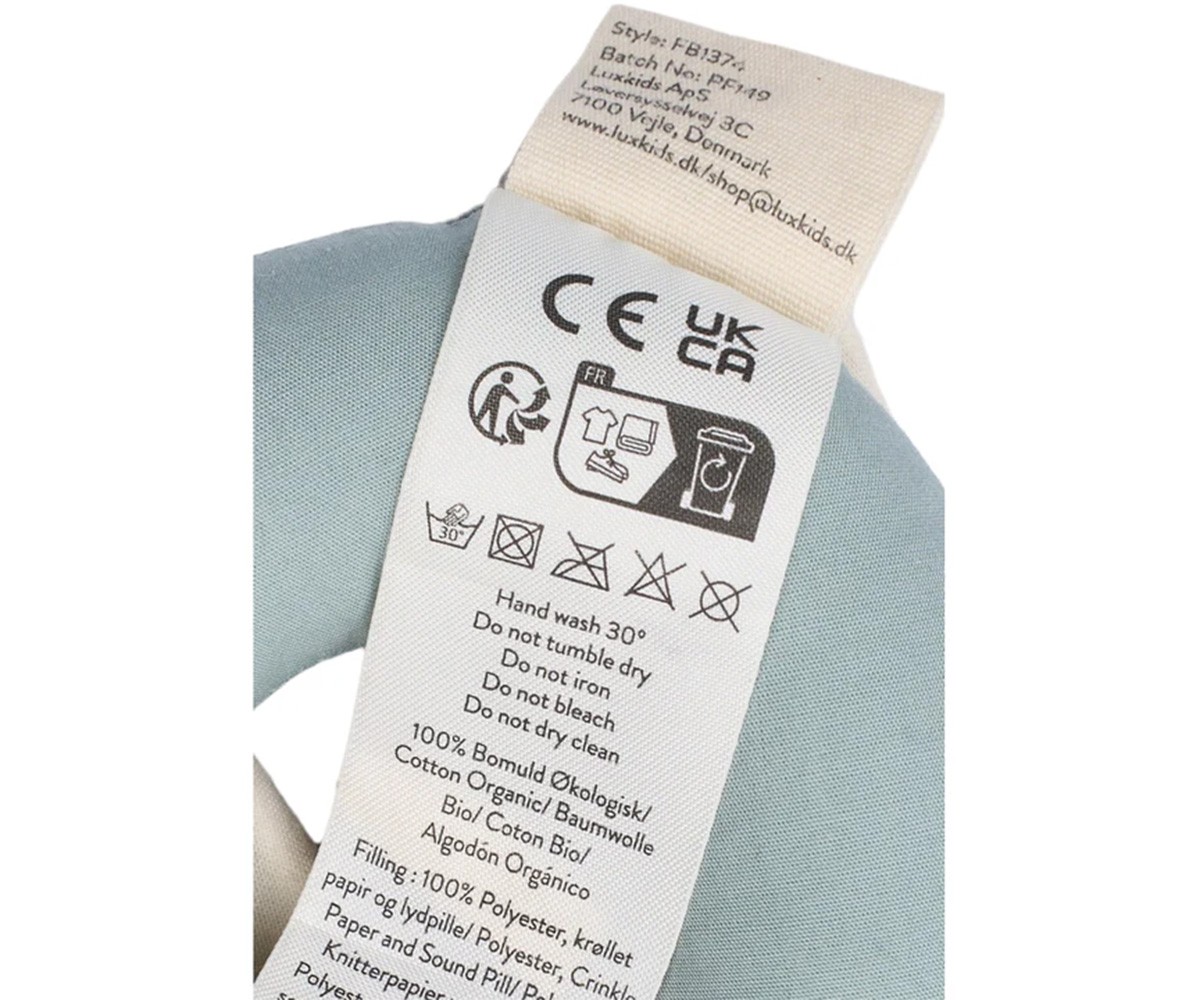 Style: FB1374
Batch No: PF149
Luxkids ApS
Løversysselvej 3C
7100 Vejle, Denmark
www.luxkids.dk/shop@luxkids.dk
CE
UK
CA
FR
30°
Hand wash 30°
Do not tumble dry
Do not iron
Do not bleach
Do not dry clean
100% Bomuld Økologisk/
Cotton Organic/ Baumwolle
Bio/ Coton Bio/
Algodón Orgánico
Filling : 100% Polyester, krøllet
papir og lydpille/ Polyester, Crinkle
Paper and Sound Pill/
Knitterpapier